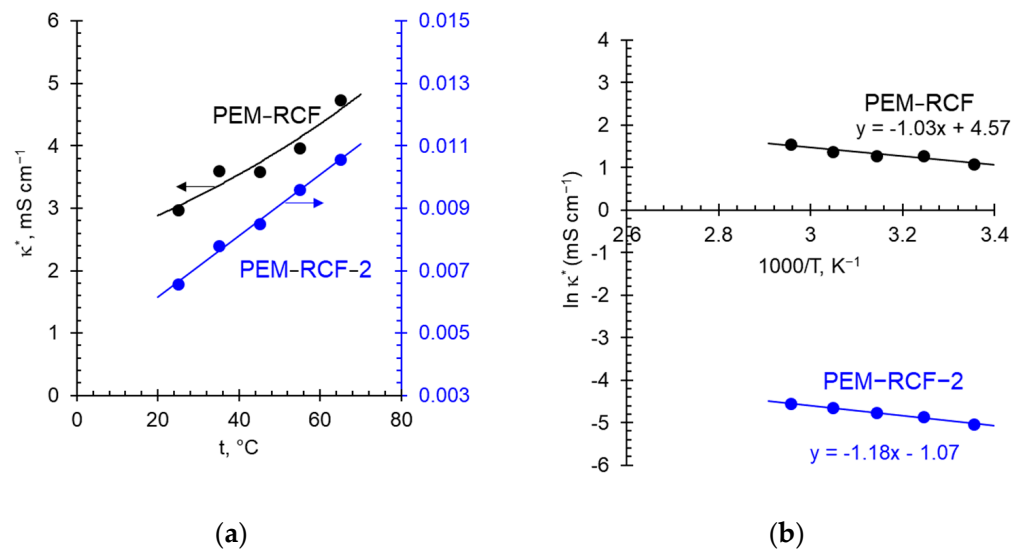 6
5
4
3
2
1
0
κ*, mS cm⁻¹
0.015
0.013
0.011
0.009
0.007
0.005
0.003
PEM-RCF
PEM-RCF-2
0 20 40 60 80
t, °C
(a)
4
3
2
1
0
-1
-2
-3
-4
-5
-6
ln κ* (mS cm⁻¹)
PEM-RCF
y = -1.03x + 4.57
2.6 2.8 3 3.2 3.4
1000/T, K⁻¹
PEM-RCF-2
y = -1.18x - 1.07
(b)